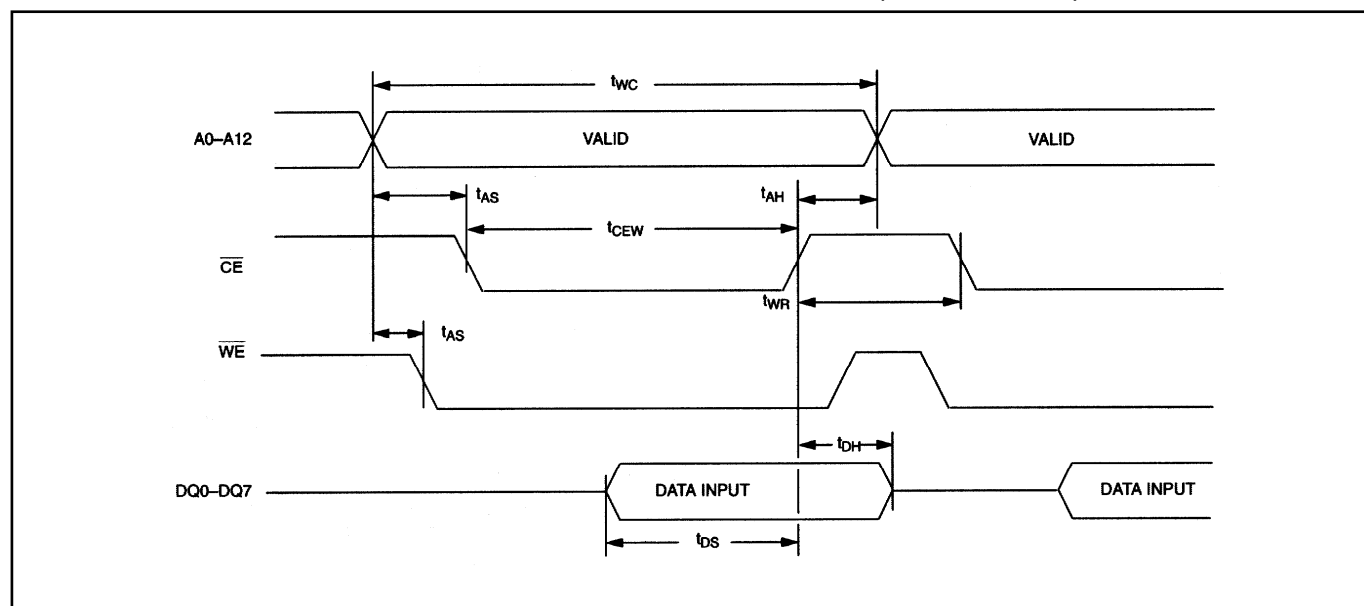 tWC
A0–A12
VALID
VALID
tAS
tAH
tCEW
CE
tWR
tAS
WE
tDH
DQ0–DQ7
DATA INPUT
DATA INPUT
tDS